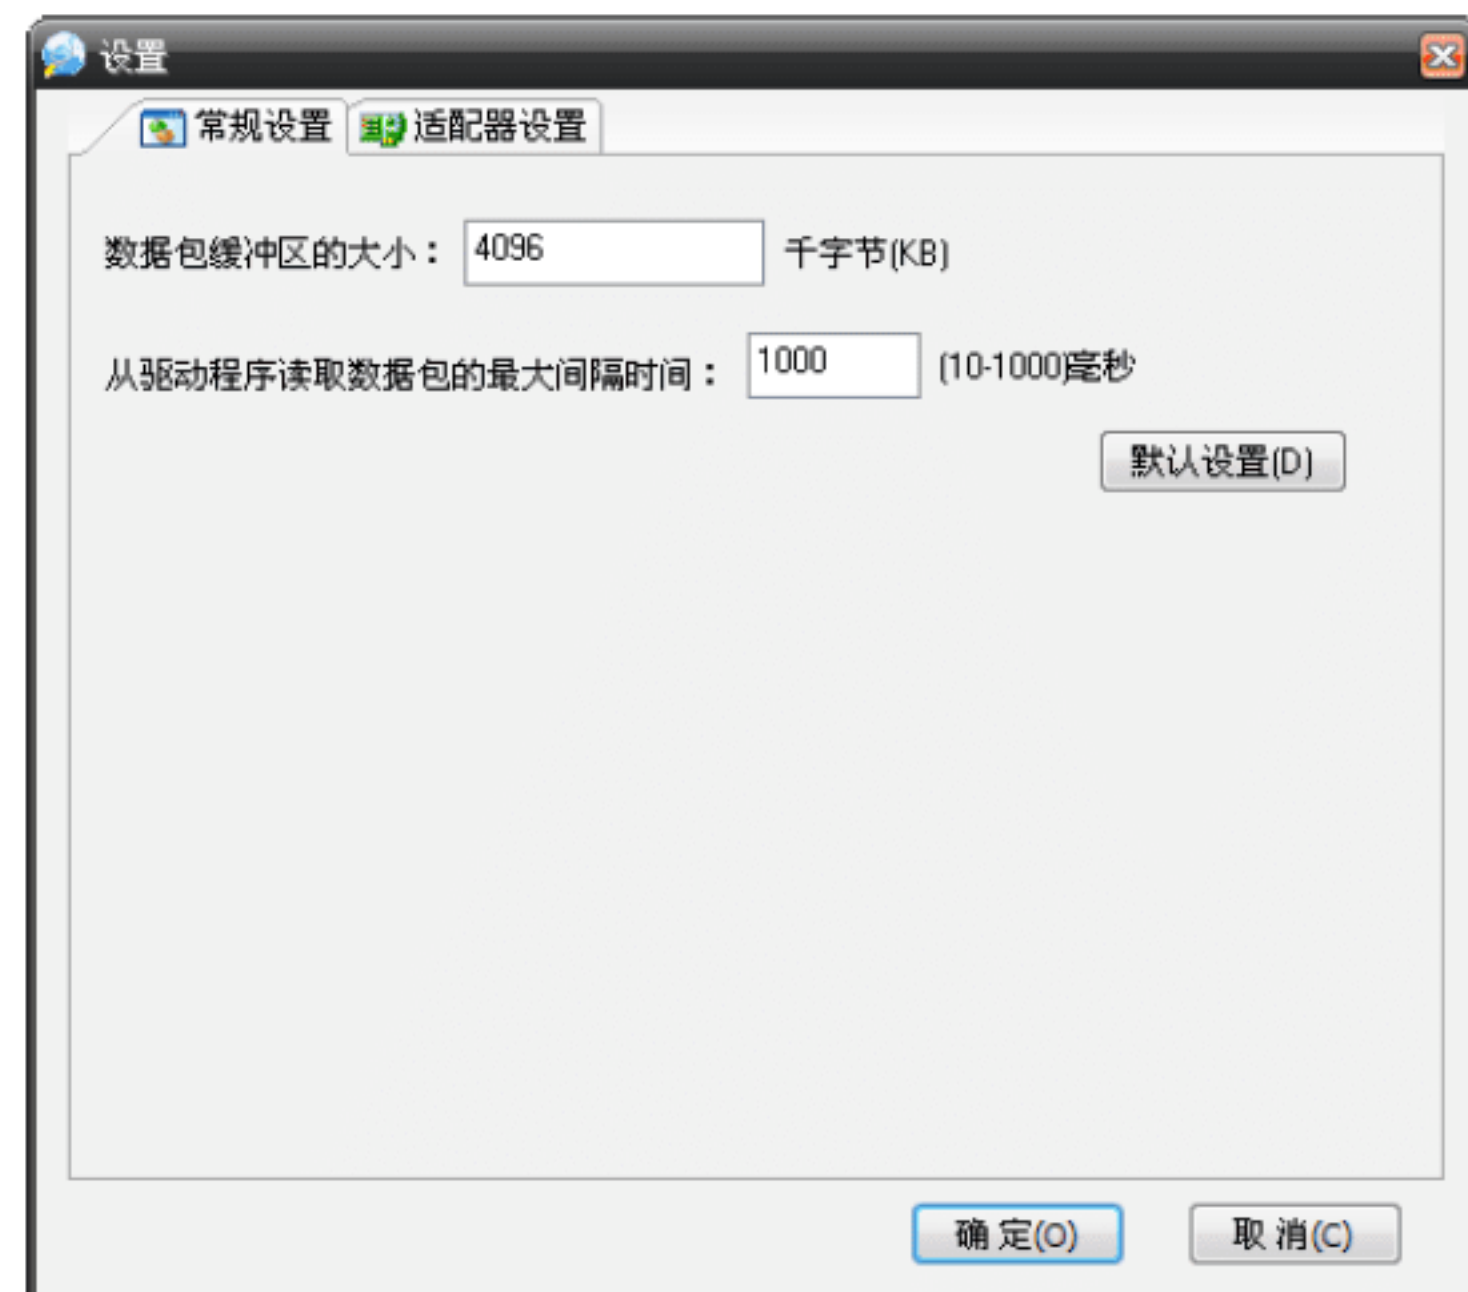 设置
常规设置 适配器设置
数据包缓冲区的大小： 4096 千字节(KB)
从驱动程序读取数据包的最大间隔时间： 1000 (10-1000)毫秒
默认设置(D)
确 定(O) 取 消(C)